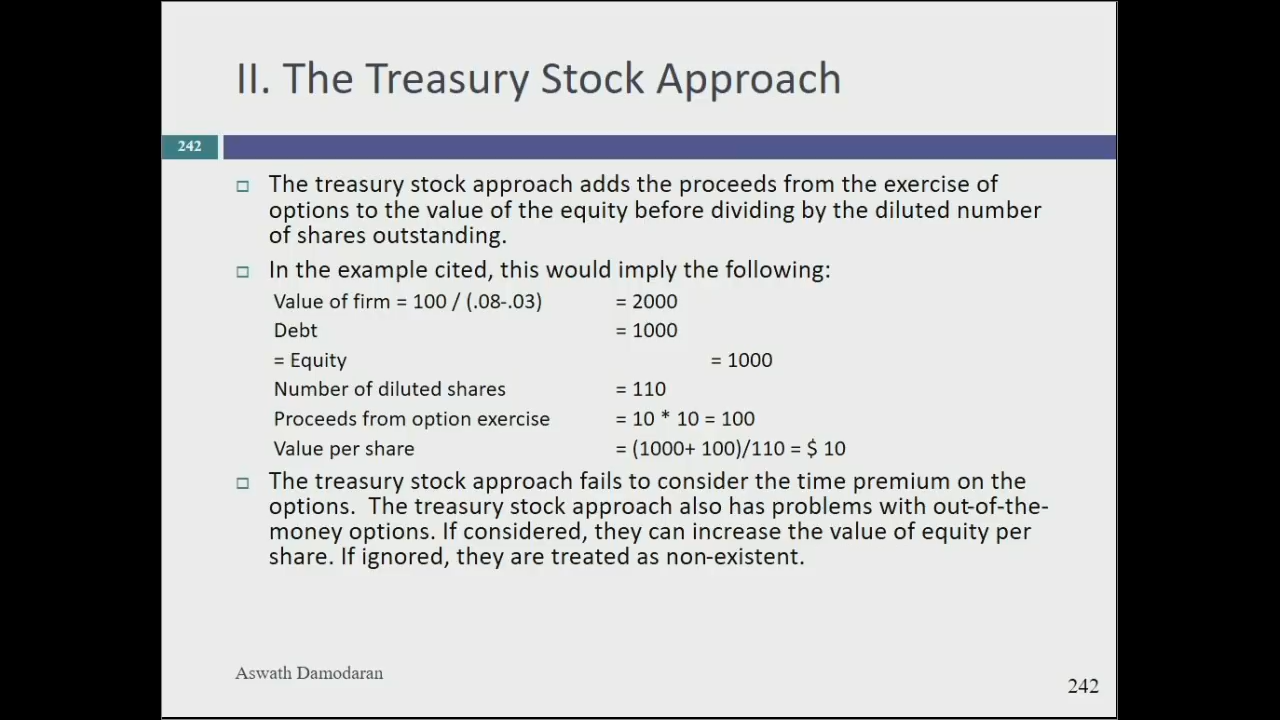 II. The Treasury Stock Approach
242
□ The treasury stock approach adds the proceeds from the exercise of
options to the value of the equity before dividing by the diluted number
of shares outstanding.
□ In the example cited, this would imply the following:
Value of firm = 100 / (.08-.03) = 2000
Debt = 1000
= Equity = 1000
Number of diluted shares = 110
Proceeds from option exercise = 10 * 10 = 100
Value per share = (1000+ 100)/110 = $ 10
□ The treasury stock approach fails to consider the time premium on the
options.  The treasury stock approach also has problems with out-of-the-
money options. If considered, they can increase the value of equity per
share. If ignored, they are treated as non-existent.
Aswath Damodaran
242